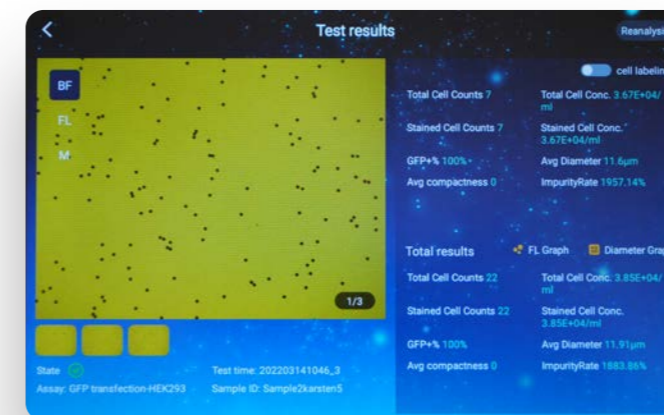 Test results
Reanalysis
BF
FL
M
1/3
cell labeling
Total Cell Counts 7
Total Cell Conc. 3.67E+04/
ml
Stained Cell Counts 7
Stained Cell Conc.
3.67E+04/ml
GFP+% 100%
Avg Diameter 11.6μm
Avg compactness 0
ImpurityRate 1957.14%
Total results
FL Graph
Diameter Grap
Total Cell Counts 22
Total Cell Conc. 3.85E+04/
ml
Stained Cell Counts 22
Stained Cell Conc.
3.85E+04/ml
GFP+% 100%
Avg Diameter 11.91μm
Avg compactness 0
ImpurityRate 1883.86%
State
Test time: 202203141046_3
Assay: GFP transfection-HEK293
Sample ID: Sample2karsten5